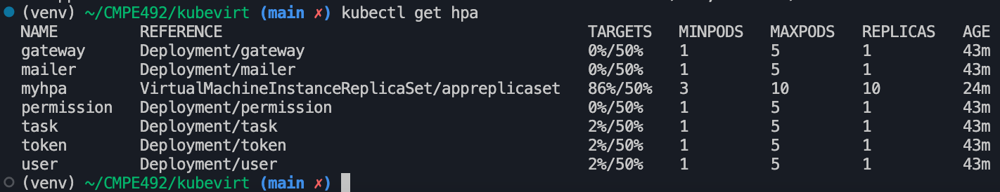 (venv) ~/CMPE492/kubevirt (main ✗) kubectl get hpa
NAME REFERENCE TARGETS MINPODS MAXPODS REPLICAS AGE
gateway Deployment/gateway 0%/50% 1 5 1 43m
mailer Deployment/mailer 0%/50% 1 5 1 43m
myhpa VirtualMachineInstanceReplicaSet/appreplicaset 86%/50% 3 10 10 24m
permission Deployment/permission 0%/50% 1 5 1 43m
task Deployment/task 2%/50% 1 5 1 43m
token Deployment/token 2%/50% 1 5 1 43m
user Deployment/user 2%/50% 1 5 1 43m
(venv) ~/CMPE492/kubevirt (main ✗)